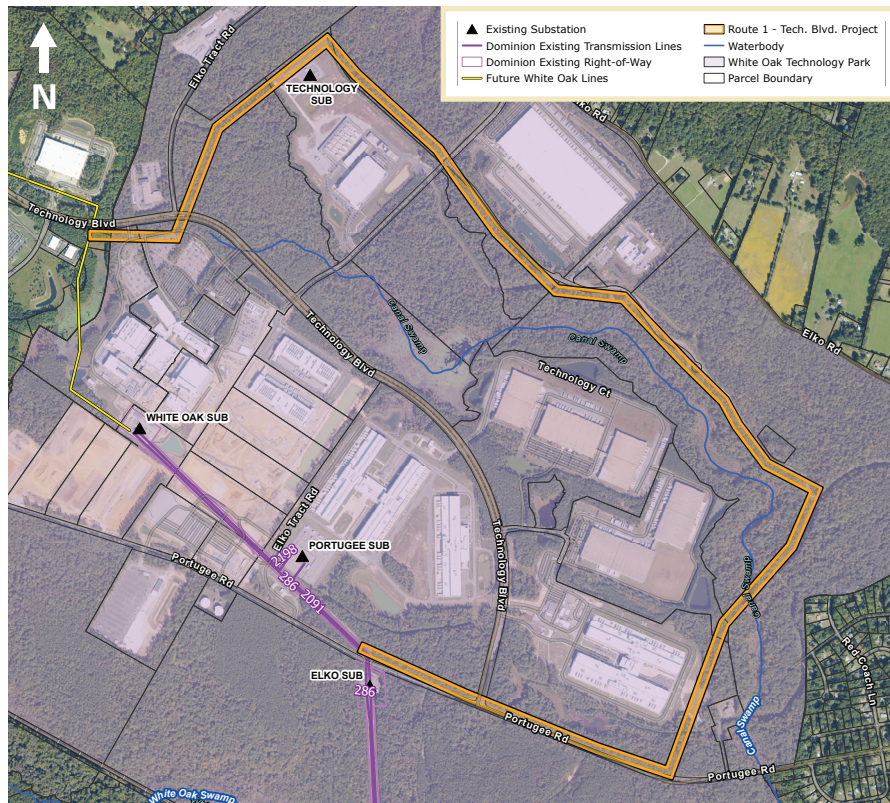 Existing Substation
Dominion Existing Transmission Lines
Dominion Existing Right-of-Way
Future White Oak Lines
Route 1 - Tech. Blvd. Project
Waterbody
White Oak Technology Park
Parcel Boundary
N
Elko Tract Rd
TECHNOLOGY
SUB
Elko Rd
Technology Blvd
Canal Swamp
Technology Blvd
Canal Swamp
Elko Rd
Technology Ct
WHITE OAK SUB
Elko Tract Rd
PORTUGEE SUB
2198
286
2091
Portugee Rd
Technology Blvd
Canal Swamp
Red Coach Ln
ELKO SUB
286
Portugee Rd
Canal Swamp
Portugee Rd
White Oak Swamp